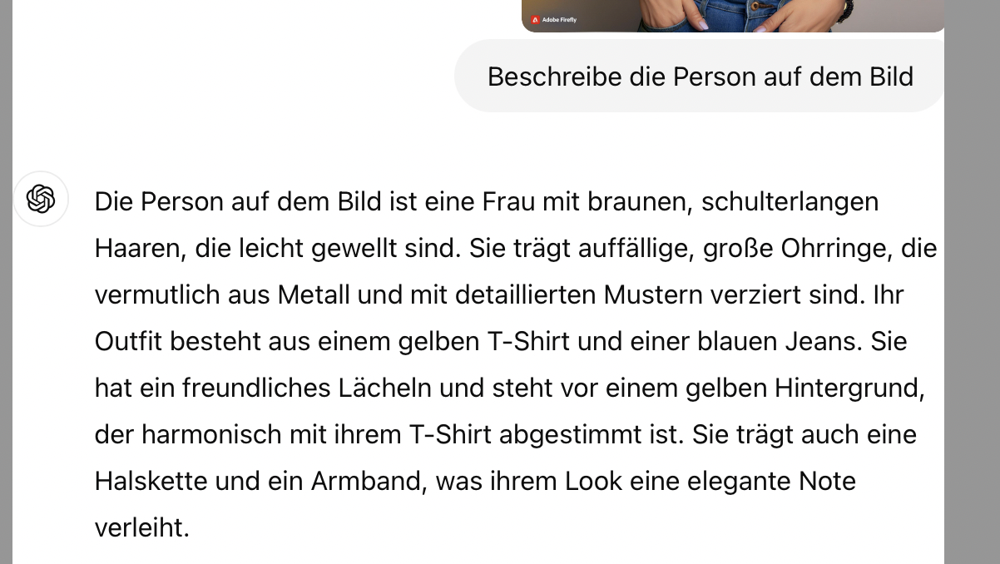 Adobe Firefly
Beschreibe die Person auf dem Bild
Die Person auf dem Bild ist eine Frau mit braunen, schulterlangen
Haaren, die leicht gewellt sind. Sie trägt auffällige, große Ohrringe, die
vermutlich aus Metall und mit detaillierten Mustern verziert sind. Ihr
Outfit besteht aus einem gelben T-Shirt und einer blauen Jeans. Sie
hat ein freundliches Lächeln und steht vor einem gelben Hintergrund,
der harmonisch mit ihrem T-Shirt abgestimmt ist. Sie trägt auch eine
Halskette und ein Armband, was ihrem Look eine elegante Note
verleiht.